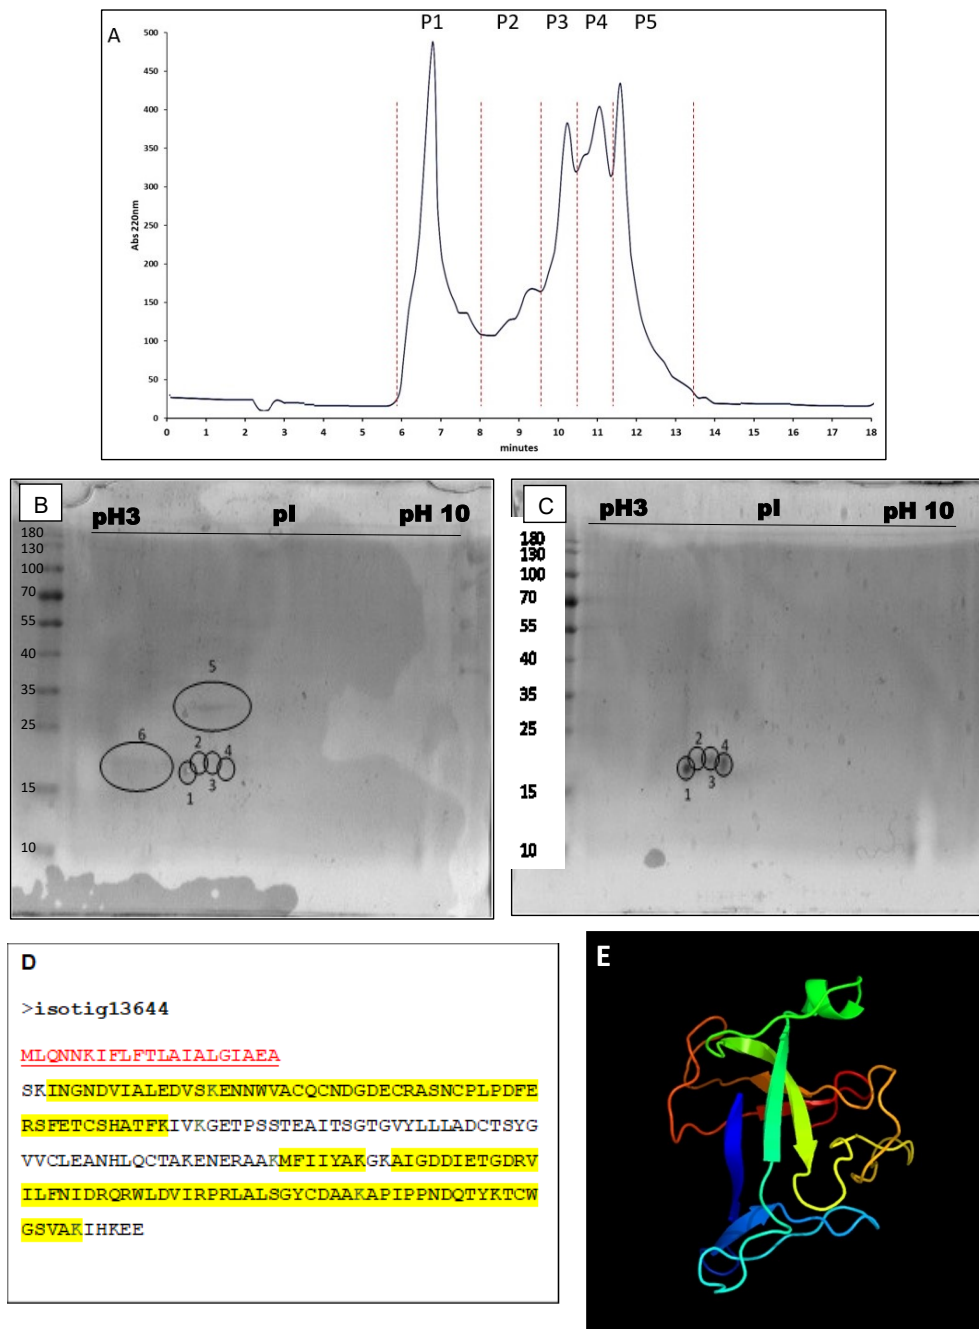 A
P1 P2 P3 P4 P5
500
450
400
350
300
250
200
150
100
50
0
Abs 220nm
0 1 2 3 4 5 6 7 8 9 10 11 12 13 14 15 16 17 18
minutes
B
pH3 pI pH 10
180
130
100
70
55
40
35
25
15
10
5
6
2
4
1
3
C
pH3 pI pH 10
180
130
100
70
55
40
35
25
15
10
2
4
3
1
D
>isotig13644
MLQNNKIFLFTLAIALGIAEA
SKINGNDVIALEDVSKENNWVACQCNDGDECRASNCPLPDFE
RSFETCSHATFKIVKGETPSSTEAITSGTGVYLLLADCTSYG
VVCLEANHLQCTAKENERAAKMFIIYAKGKAIGDDIETGDRV
ILFNIDRQRWLDVIRPRLALSGYCDAAKAPIPPNDQTYKTCW
GSVAKIHKEE
E